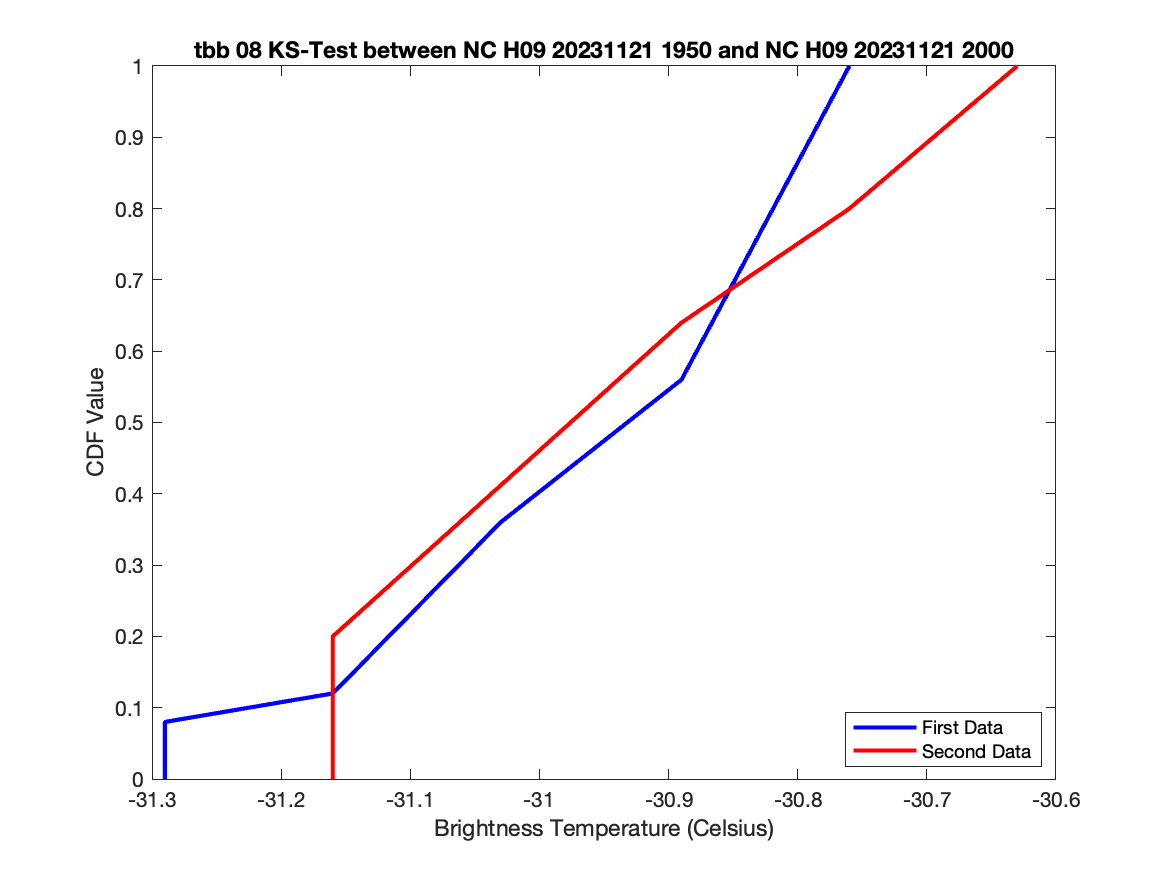 tbb 08 KS-Test between NC H09 20231121 1950 and NC H09 20231121 2000
1
0.9
0.8
0.7
0.6
0.5
0.4
0.3
0.2
0.1
0
CDF Value
-31.3 -31.2 -31.1 -31 -30.9 -30.8 -30.7 -30.6
Brightness Temperature (Celsius)
First Data
Second Data